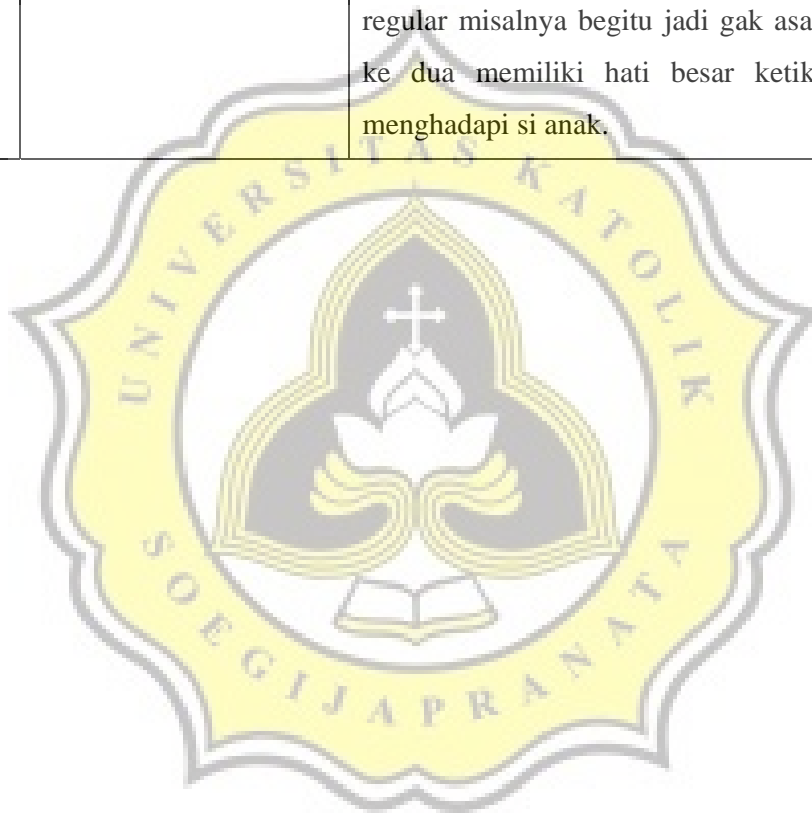 regular misalnya begitu jadi gak asa
ke dua memiliki hati besar ketik
menghadapi si anak.
UNIVERSITAS KATOLIK
SOEGIJAPRANATA